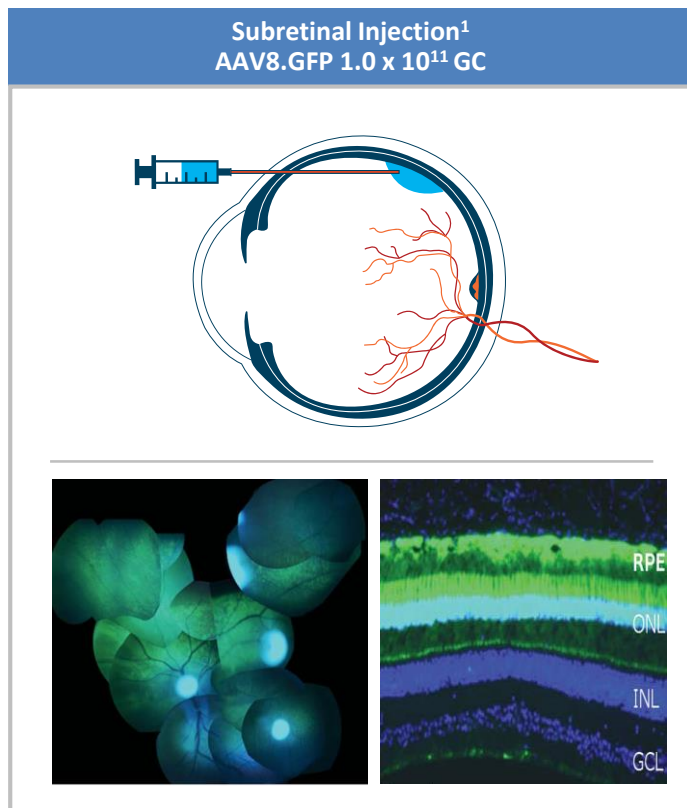 Subretinal Injection¹
AAV8.GFP 1.0 x 10¹¹ GC
RPE
ONL
INL
GCL